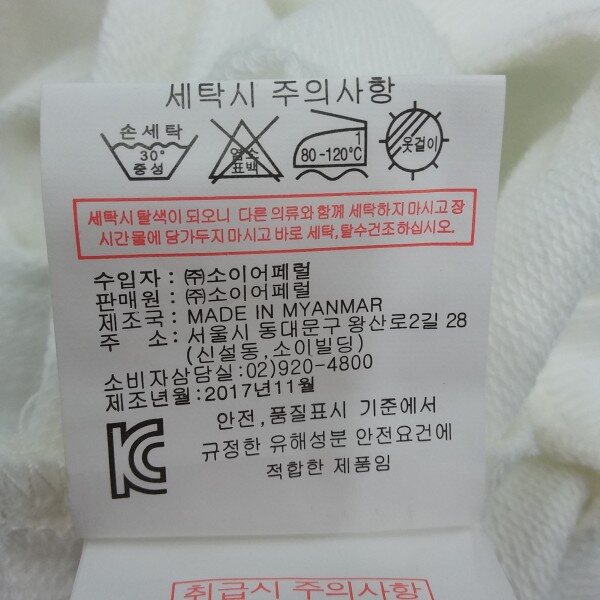 세탁시 주의사항
손세탁
30°
중성
염소
표백
1
80-120℃
옷걸이
세탁시 탈색이 되오니 다른 의류와 함께 세탁하지 마시고 장
시간 물에 담가두지 마시고 바로 세탁,탈수건조하십시오.
수입자 : ㈜소이어페럴
판매원 : ㈜소이어페럴
제조국 : MADE IN MYANMAR
주 소: 서울시 동대문구 왕산로2길 28
(신설동,소이빌딩)
소비자상담실:02)920-4800
제조년월:2017년11월
안전,품질표시 기준에서
규정한 유해성분 안전요건에
적합한 제품임
취급시 주의사항